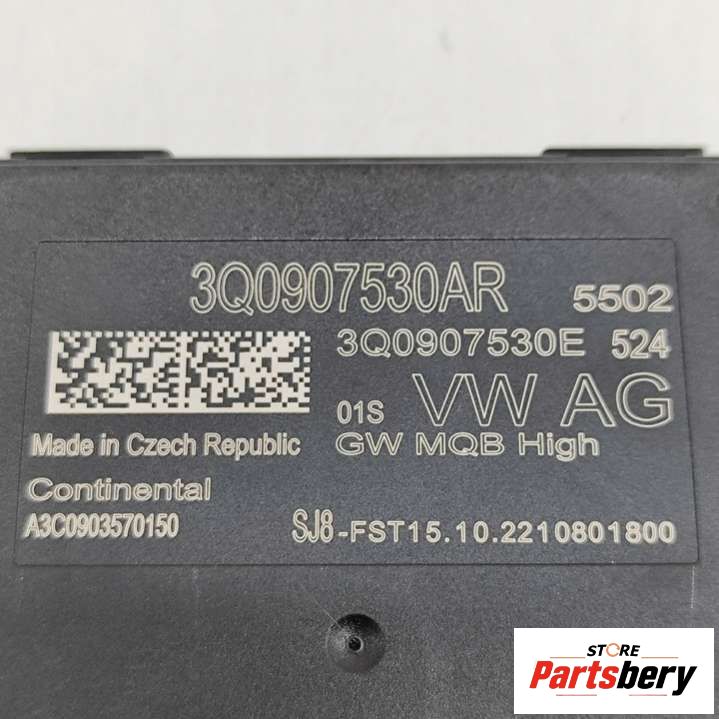 3Q0907530AR 5502
3Q0907530E 524
01S VW AG
Made in Czech Republic GW MQB High
Continental
A3C0903570150 SJ8-FST15.10.2210801800
STORE
Partsbery